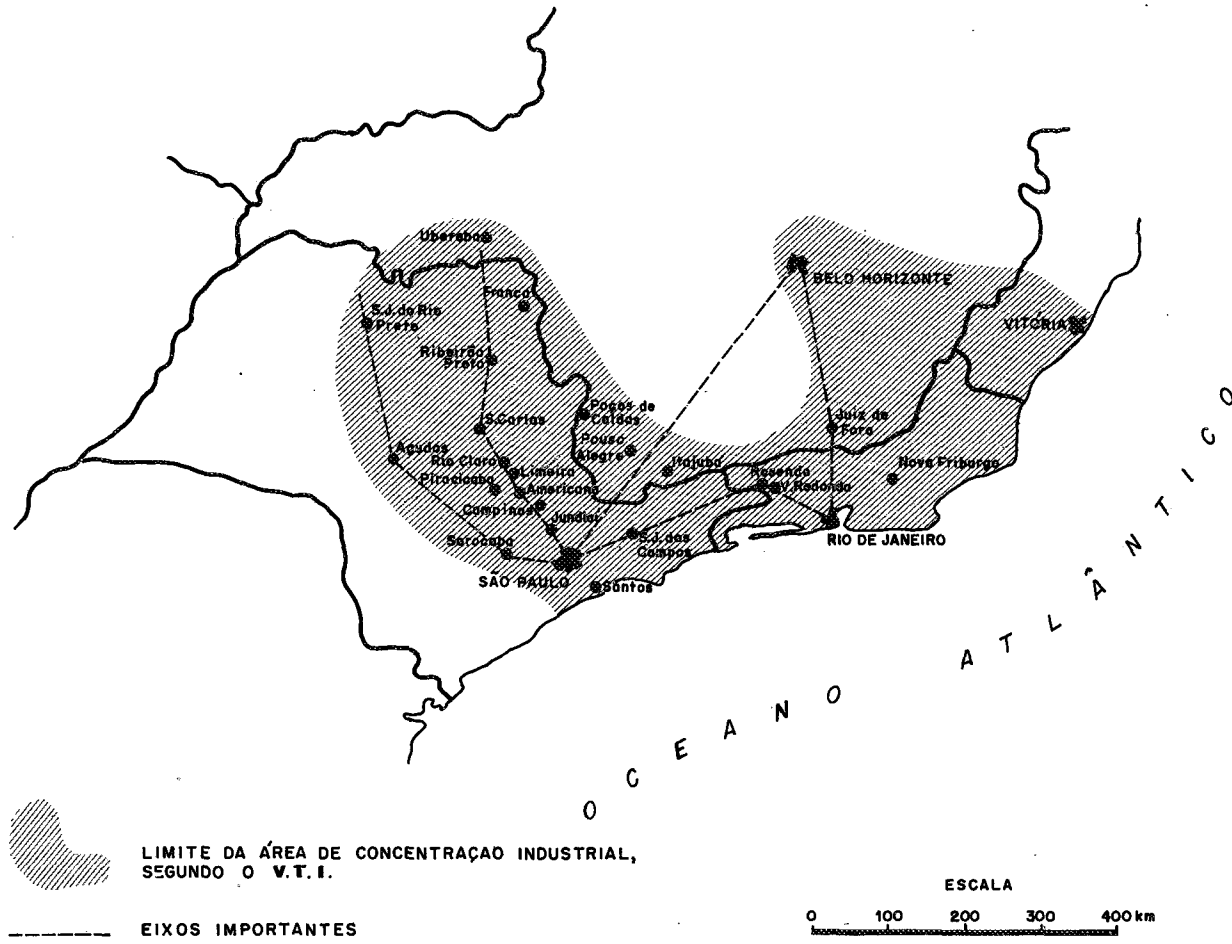 Uberaba
Franca
BELO HORIZONTE
S.J. do Rio
Preto
VITÓRIA
Ribeirão
Preto
Poços de
Caldas
S. Carlos
Juiz de
Fora
Pouso
Alegre
Agudos
Rio Claro
Limeira
Itajubá
Resende
Nova Friburgo
Piracicaba
Americana
V. Redonda
Campinas
Jundiaí
S.J. dos
Campos
RIO DE JANEIRO
Sorocaba
SÃO PAULO
Santos
OCEANO ATLÂNTICO
LIMITE DA ÁREA DE CONCENTRAÇAO INDUSTRIAL,
SEGUNDO O V.T.I.
EIXOS IMPORTANTES
ESCALA
0 100 200 300 400 km